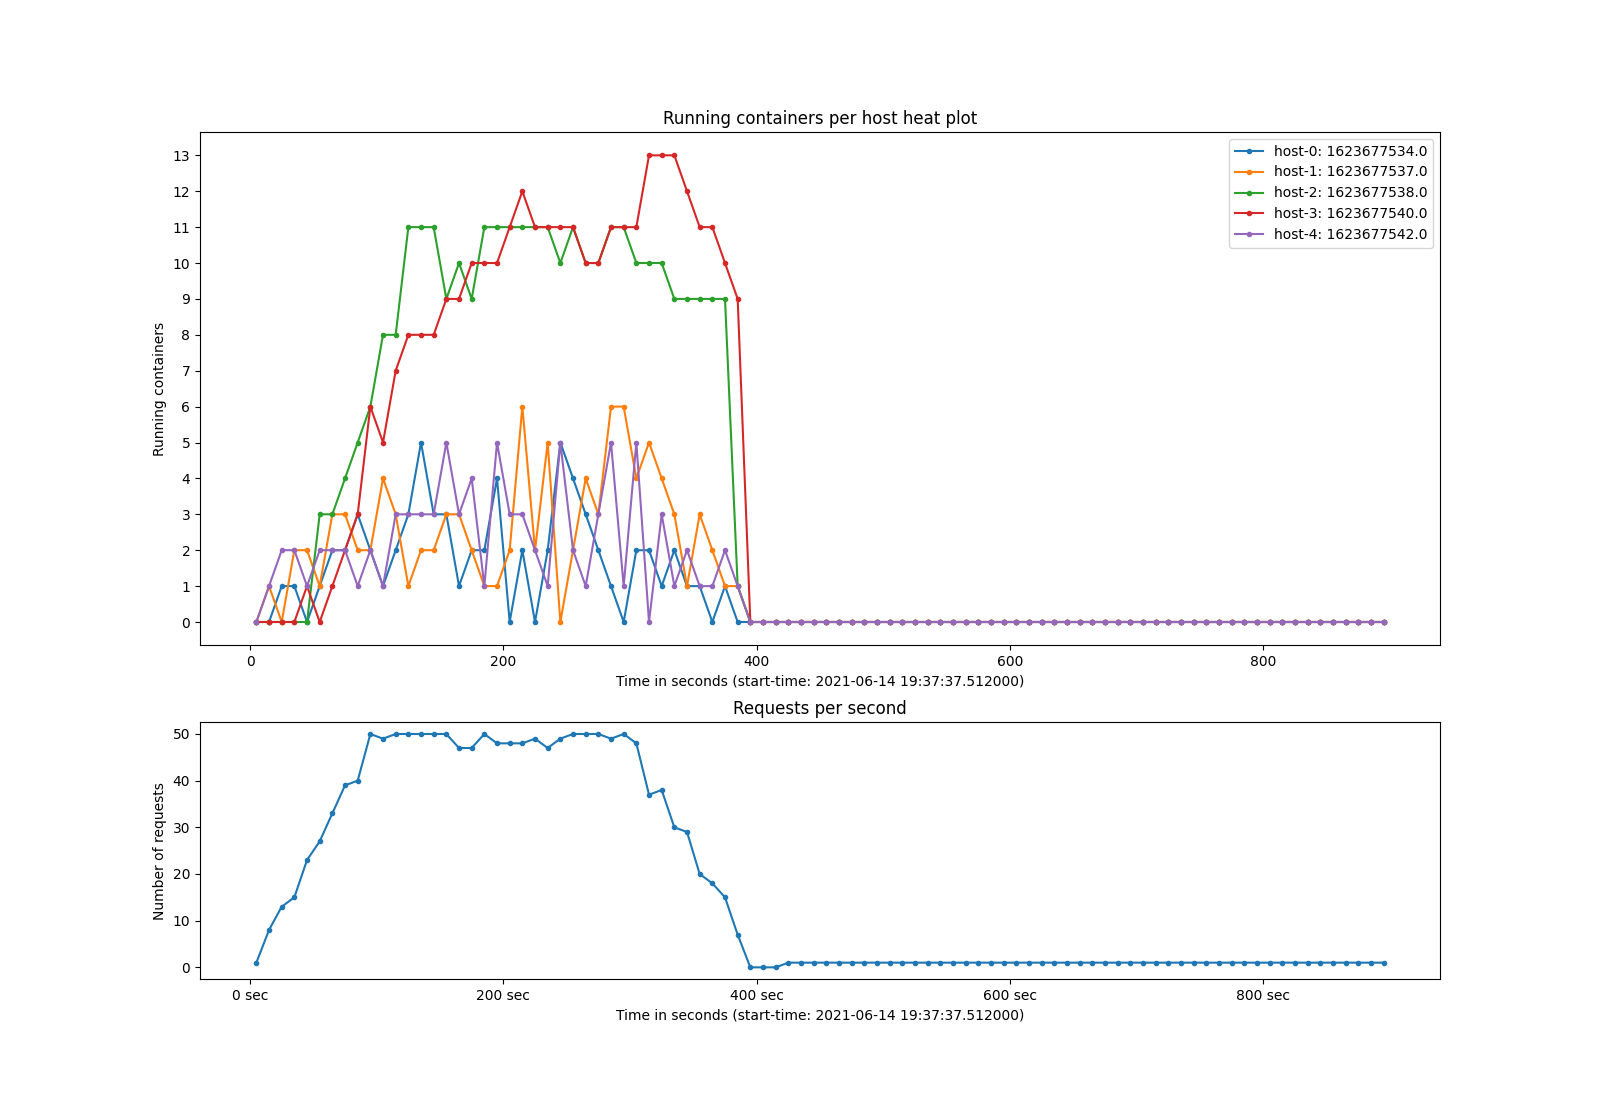 Running containers per host heat plot
13
12
11
10
9
8
7
6
5
4
3
2
1
0
Running containers
host-0: 1623677534.0
host-1: 1623677537.0
host-2: 1623677538.0
host-3: 1623677540.0
host-4: 1623677542.0
0 200 400 600 800
Time in seconds (start-time: 2021-06-14 19:37:37.512000)
Requests per second
50
40
30
20
10
0
Number of requests
0 sec 200 sec 400 sec 600 sec 800 sec
Time in seconds (start-time: 2021-06-14 19:37:37.512000)